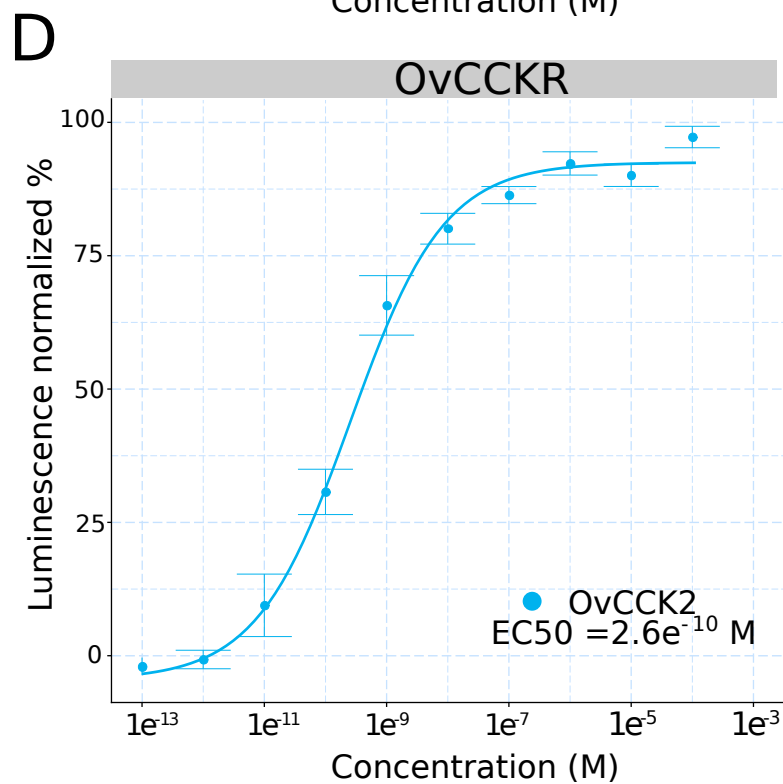 Concentration (M)
D
OvCCKR
Luminescence normalized %
100
75
50
25
0
OvCCK2
EC50 =2.6e⁻¹⁰ M
1e⁻¹³ 1e⁻¹¹ 1e⁻⁹ 1e⁻⁷ 1e⁻⁵ 1e⁻³
Concentration (M)